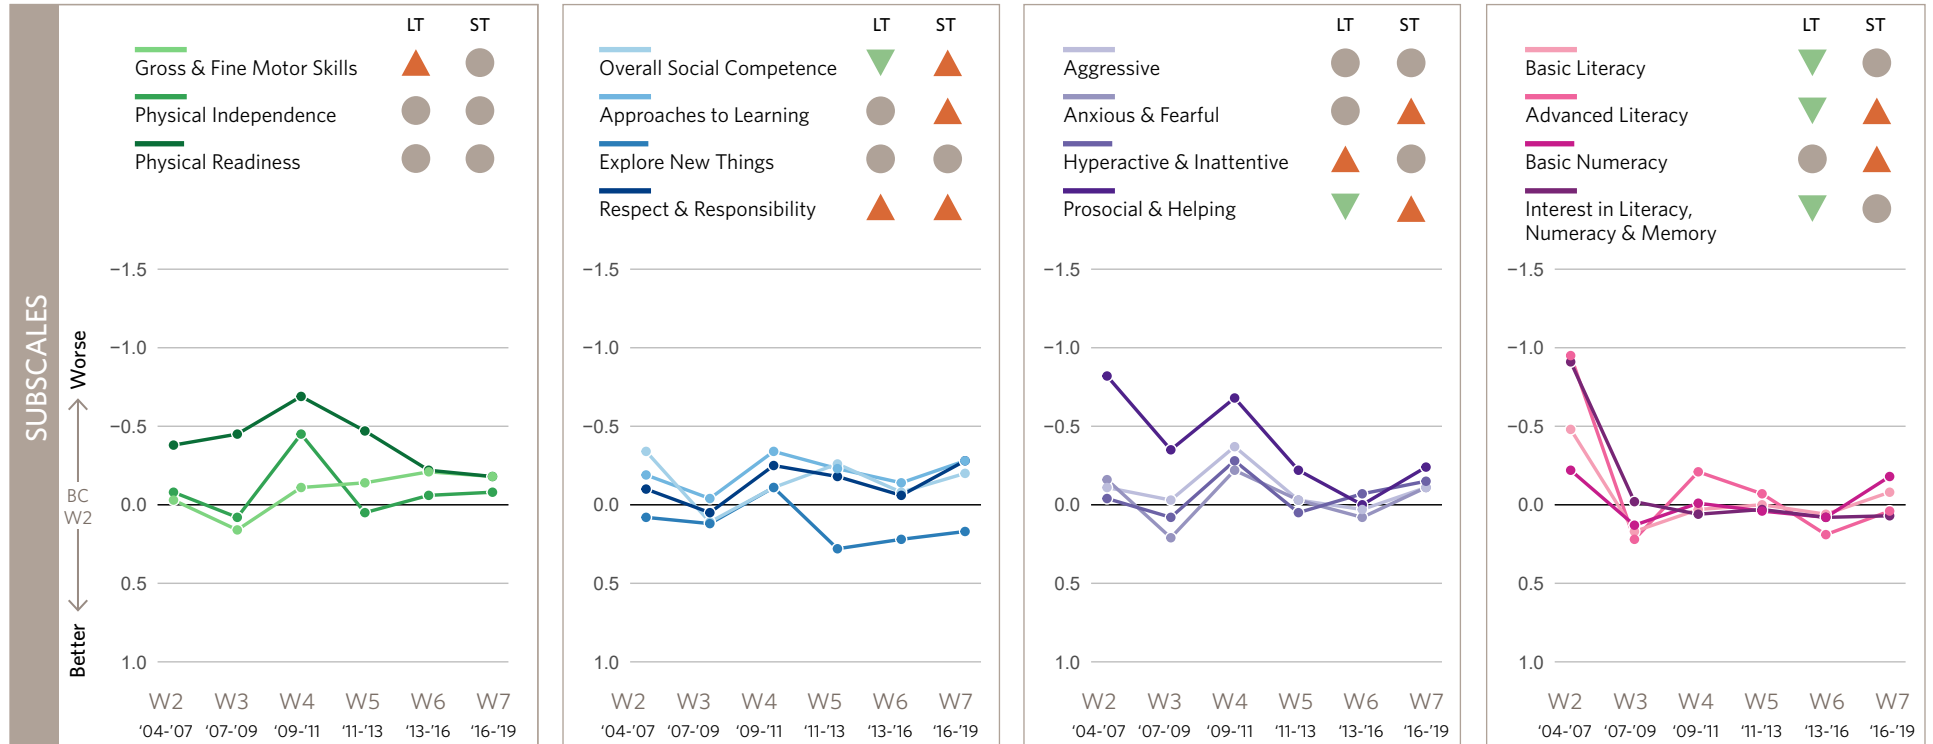 SUBSCALES
Worse
BC
W2
Better
LT ST
Gross & Fine Motor Skills
Physical Independence
Physical Readiness
−1.5
−1.0
−0.5
0.0
0.5
1.0
W2 W3 W4 W5 W6 W7
‘04-’07 ‘07-’09 ‘09-’11 ‘11-’13 ‘13-’16 ‘16-’19
LT ST
Overall Social Competence
Approaches to Learning
Explore New Things
Respect & Responsibility
−1.5
−1.0
−0.5
0.0
0.5
1.0
W2 W3 W4 W5 W6 W7
‘04-’07 ‘07-’09 ‘09-’11 ‘11-’13 ‘13-’16 ‘16-’19
LT ST
Aggressive
Anxious & Fearful
Hyperactive & Inattentive
Prosocial & Helping
−1.5
−1.0
−0.5
0.0
0.5
1.0
W2 W3 W4 W5 W6 W7
‘04-’07 ‘07-’09 ‘09-’11 ‘11-’13 ‘13-’16 ‘16-’19
LT ST
Basic Literacy
Advanced Literacy
Basic Numeracy
Interest in Literacy,
Numeracy & Memory
−1.5
−1.0
−0.5
0.0
0.5
1.0
W2 W3 W4 W5 W6 W7
‘04-’07 ‘07-’09 ‘09-’11 ‘11-’13 ‘13-’16 ‘16-’19